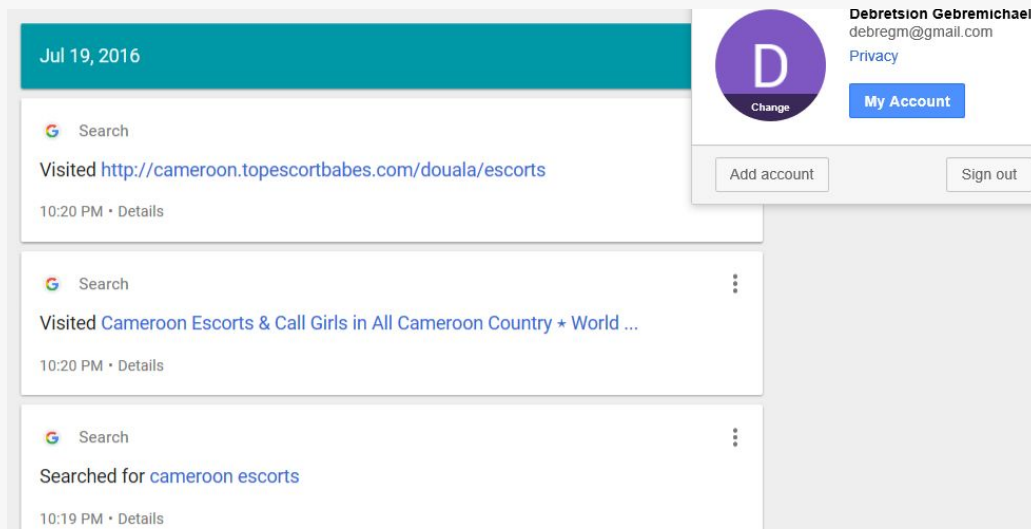 Jul 19, 2016
Debretsion Gebremichael
debregm@gmail.com
Privacy
D
Change
My Account
Add account
Sign out
Search
Visited http://cameroon.topescortbabes.com/douala/escorts
10:20 PM • Details
Search
Visited Cameroon Escorts & Call Girls in All Cameroon Country ★ World ...
10:20 PM • Details
Search
Searched for cameroon escorts
10:19 PM • Details